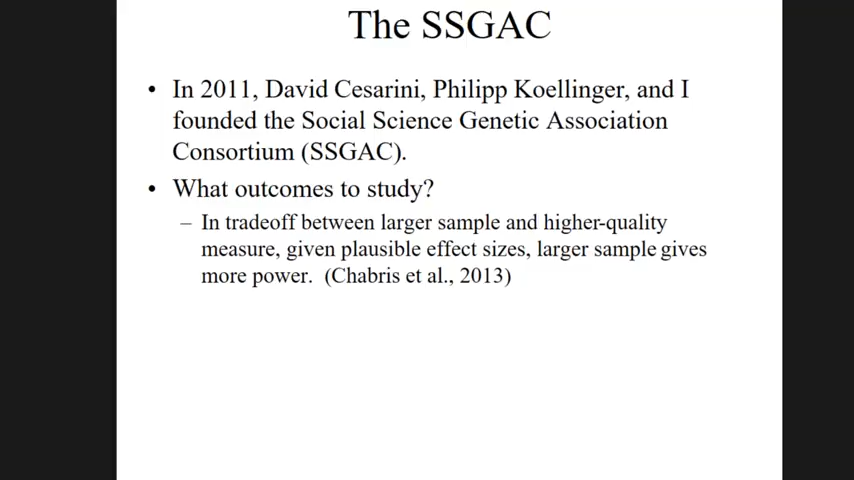 The SSGAC
• In 2011, David Cesarini, Philipp Koellinger, and I
founded the Social Science Genetic Association
Consortium (SSGAC).
• What outcomes to study?
– In tradeoff between larger sample and higher-quality
measure, given plausible effect sizes, larger sample gives
more power. (Chabris et al., 2013)